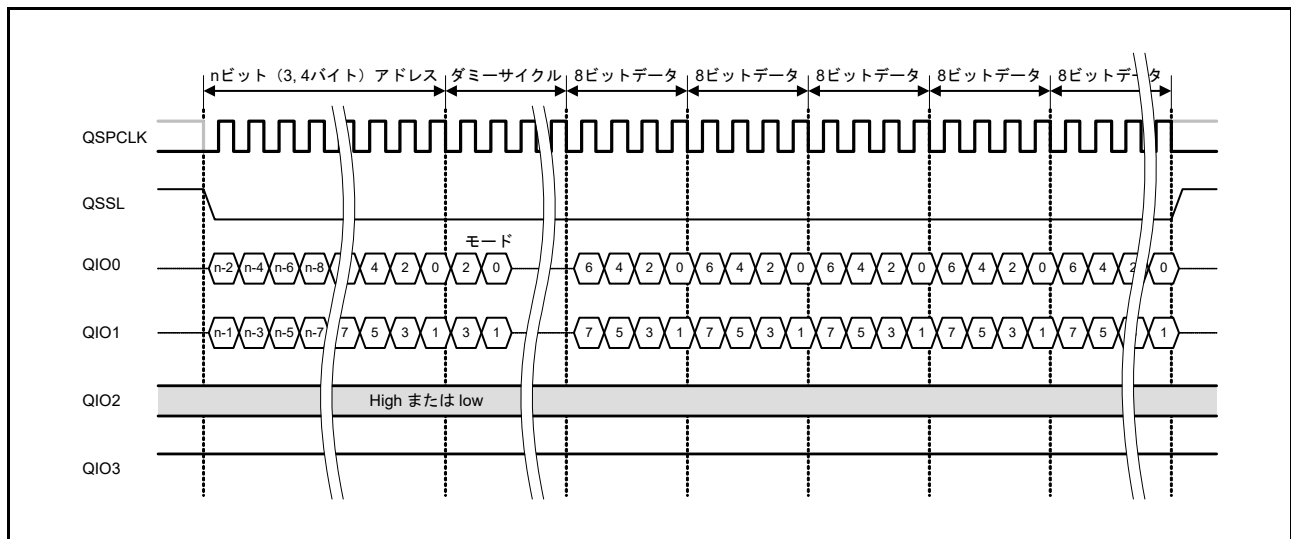 nビット（3, 4バイト）アドレス ダミーサイクル 8ビットデータ 8ビットデータ 8ビットデータ 8ビットデータ 8ビットデータ
QSPCLK
QSSL
モード
QIO0 n-2 n-4 n-6 n-8 4 2 0 2 0 6 4 2 0 6 4 2 0 6 4 2 0 6 4 2 0 6 4 2 0
QIO1 n-1 n-3 n-5 n-7 7 5 3 1 3 1 7 5 3 1 7 5 3 1 7 5 3 1 7 5 3 1 7 5 1
QIO2 High または low
QIO3